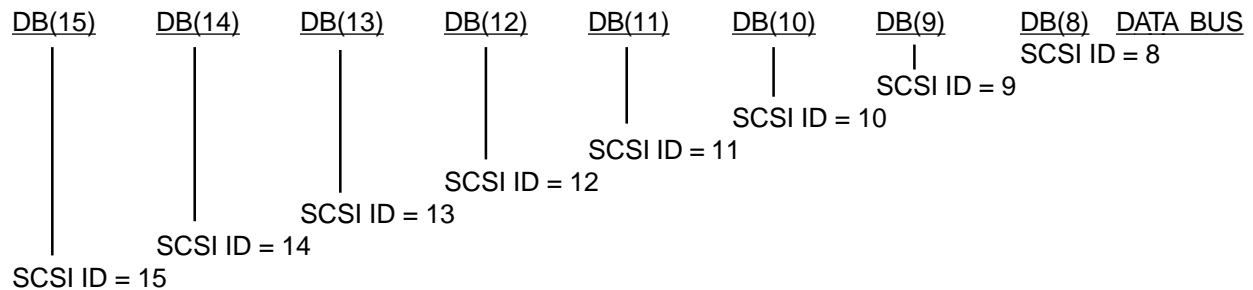 DB(15) DB(14) DB(13) DB(12) DB(11) DB(10) DB(9) DB(8) DATA BUS
SCSI ID = 8
SCSI ID = 9
SCSI ID = 10
SCSI ID = 11
SCSI ID = 12
SCSI ID = 13
SCSI ID = 14
SCSI ID = 15